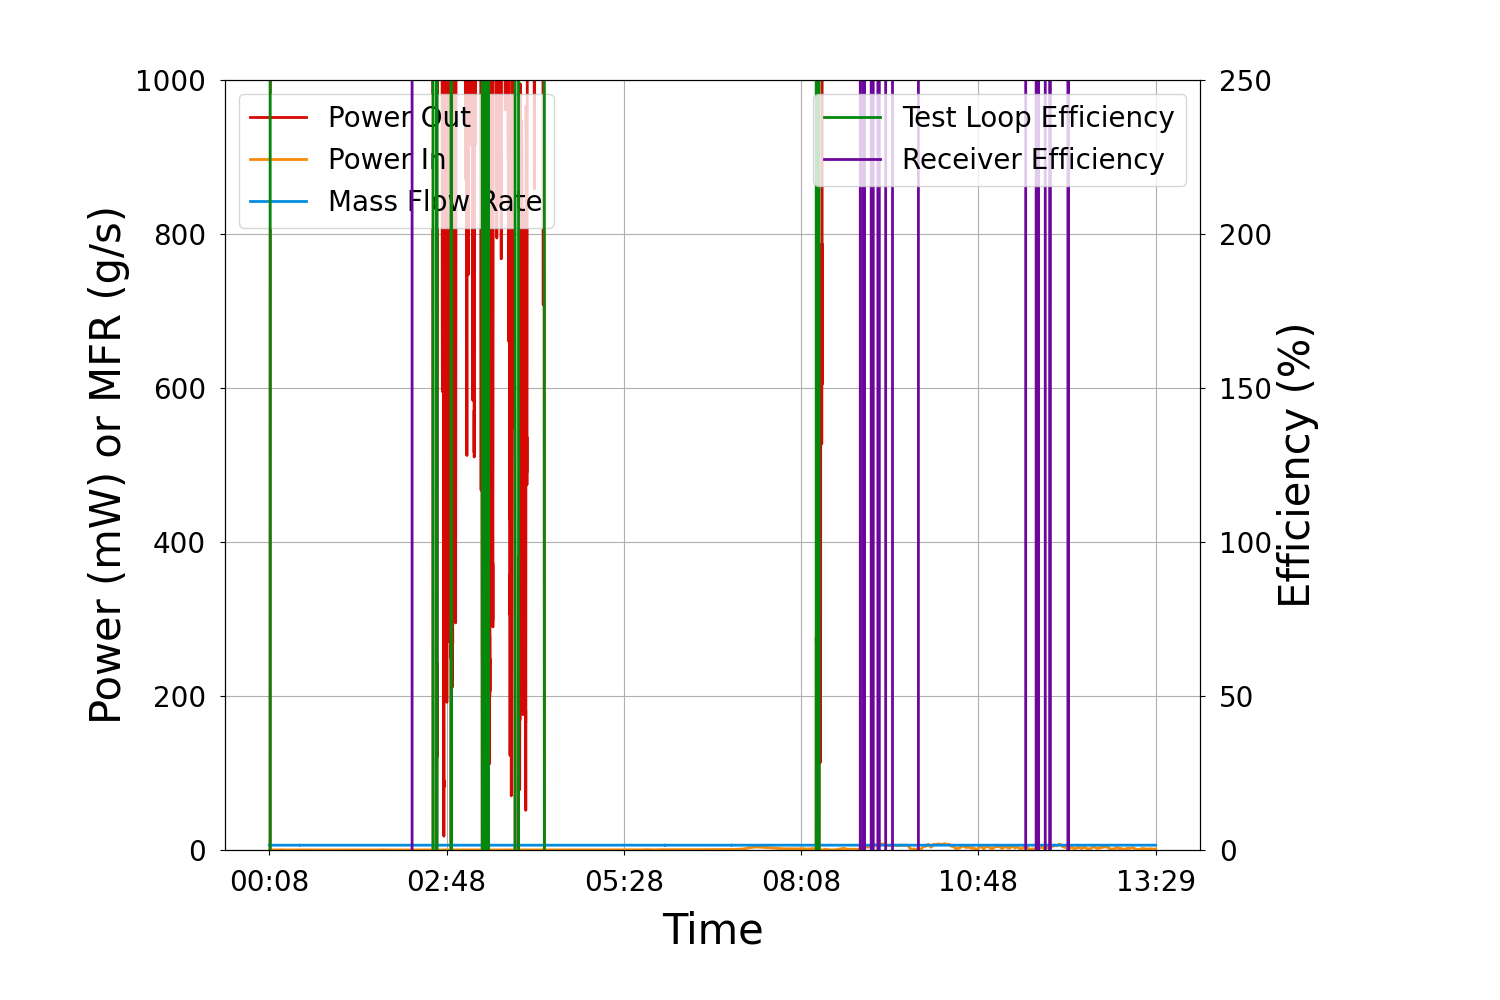 1000
800
600
400
200
0
Power (mW) or MFR (g/s)
Power Out
Power In
Mass Flow Rate
Test Loop Efficiency
Receiver Efficiency
250
200
150
100
50
0
Efficiency (%)
00:08 02:48 05:28 08:08 10:48 13:29
Time